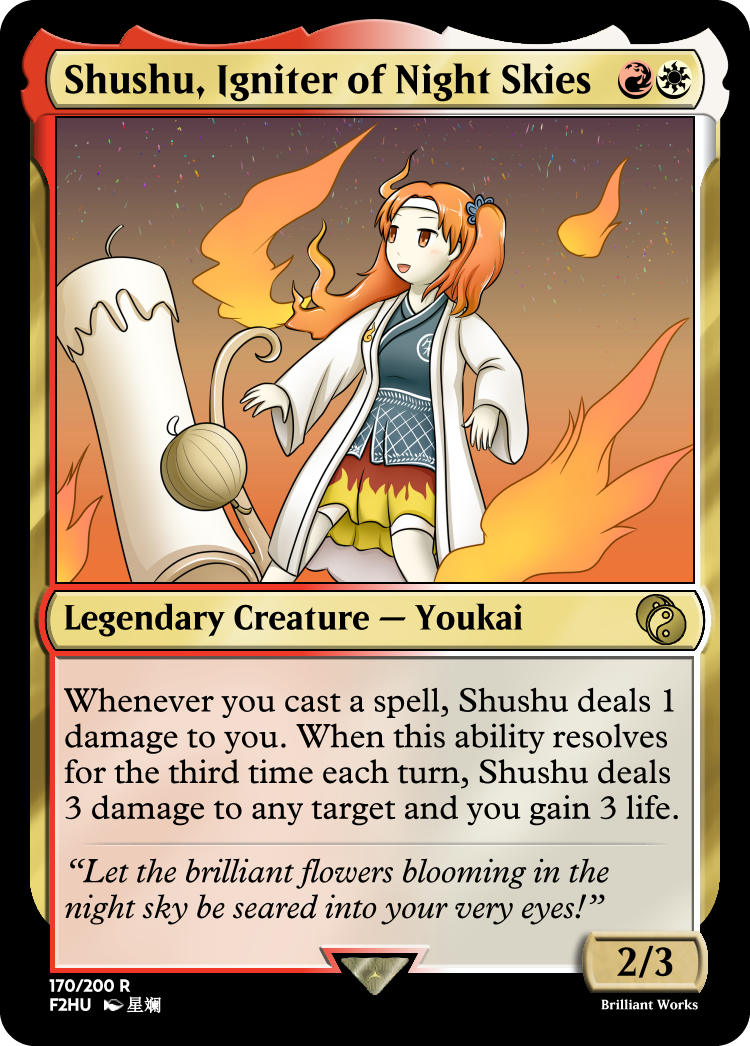 Shushu, Igniter of Night Skies
Legendary Creature — Youkai
Whenever you cast a spell, Shushu deals 1
damage to you. When this ability resolves
for the third time each turn, Shushu deals
3 damage to any target and you gain 3 life.
“Let the brilliant flowers blooming in the
night sky be seared into your very eyes!”
2/3
170/200 R
F2HU 星斓
Brilliant Works